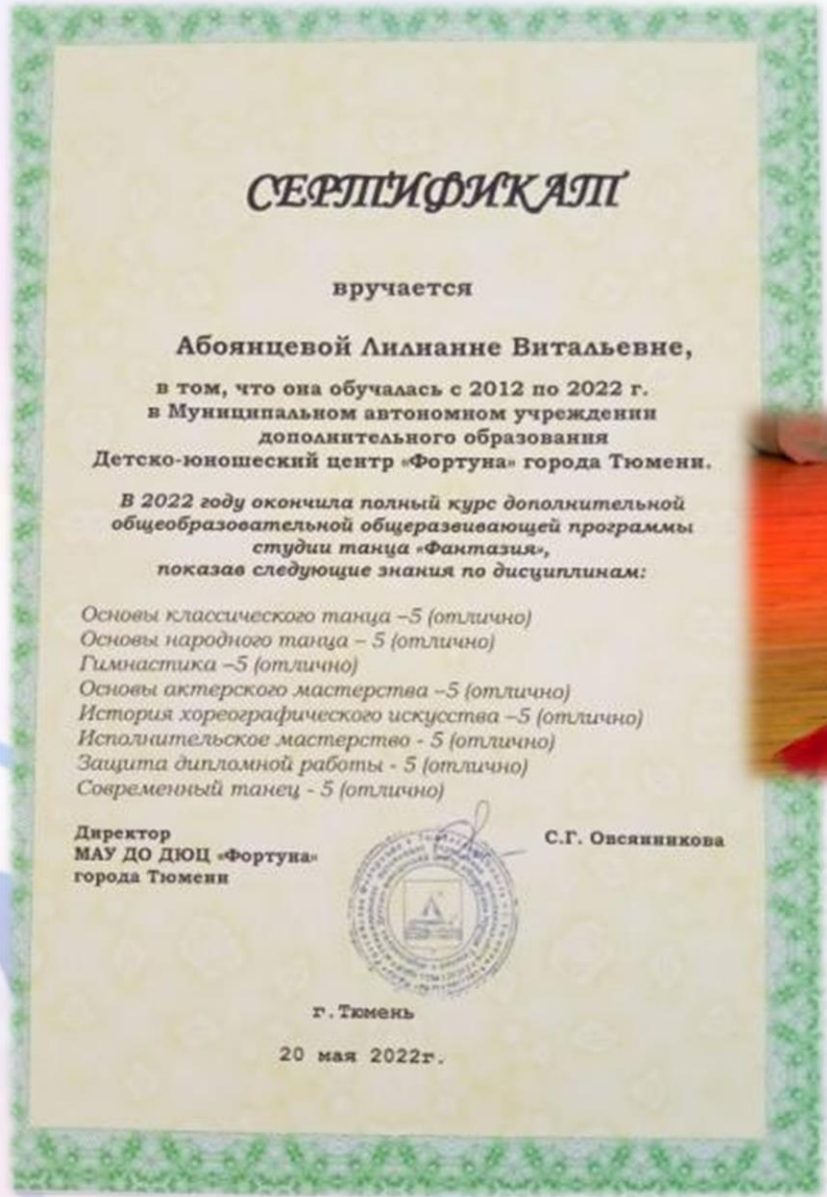 СЕРТИФИКАТ
вручается
Абоянцевой Лилианне Витальевне,
в том, что она обучалась с 2012 по 2022 г.
в Муниципальном автономном учреждении
дополнительного образования
Детско-юношеский центр «Фортуна» города Тюмени.
В 2022 году окончила полный курс дополнительной
общеобразовательной общеразвивающей программы
студии танца «Фантазия»,
показав следующие знания по дисциплинам:
Основы классического танца –5 (отлично)
Основы народного танца – 5 (отлично)
Гимнастика –5 (отлично)
Основы актерского мастерства –5 (отлично)
История хореографического искусства –5 (отлично)
Исполнительское мастерство - 5 (отлично)
Защита дипломной работы - 5 (отлично)
Современный танец - 5 (отлично)
Директор
МАУ ДО ДЮЦ «Фортуна»
города Тюмени
С.Г. Овсянникова
г.Тюмень
20 мая 2022г.